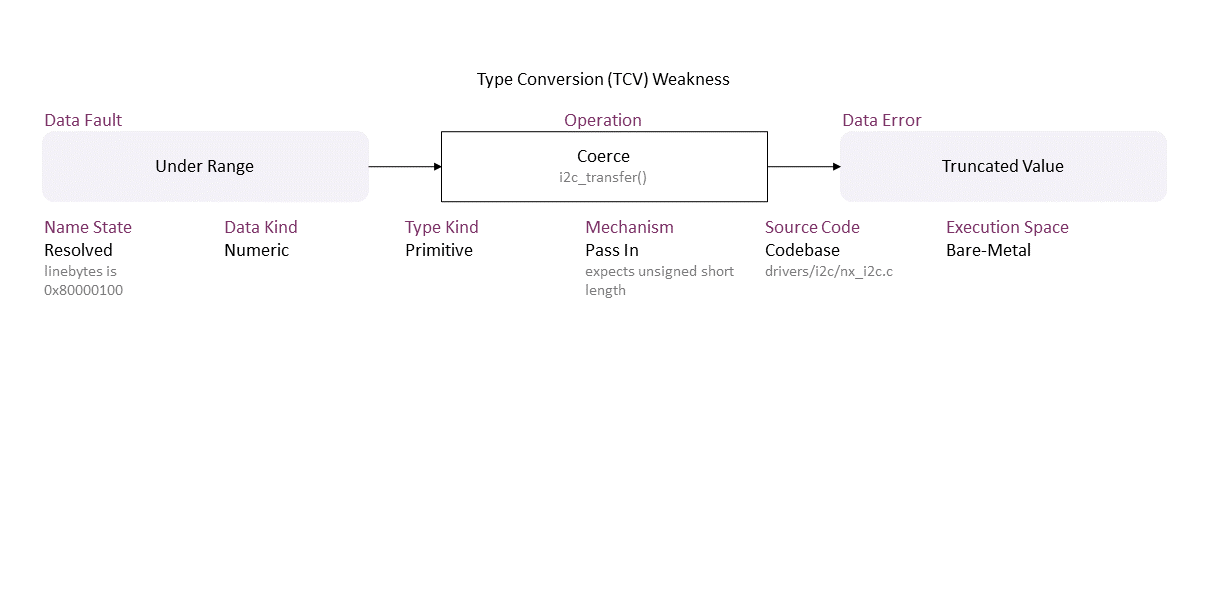 Type Conversion (TCV) Weakness
Data Fault
Operation
Data Error
Under Range
Coerce
i2c_transfer()
Truncated Value
Name State
Resolved
linebytes is
0x80000100
Data Kind
Numeric
Type Kind
Primitive
Mechanism
Pass In
expects unsigned short
length
Source Code
Codebase
drivers/i2c/nx_i2c.c
Execution Space
Bare-Metal